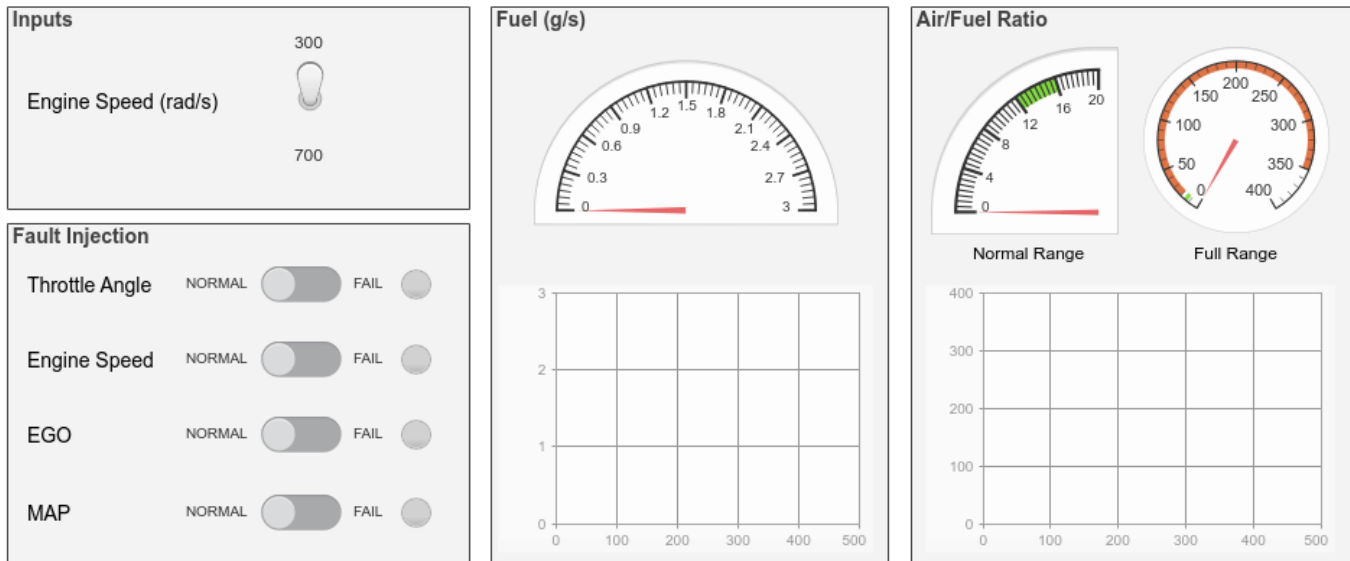 Inputs
300
Engine Speed (rad/s)
700
Fault Injection
Throttle Angle NORMAL FAIL
Engine Speed NORMAL FAIL
EGO NORMAL FAIL
MAP NORMAL FAIL
Fuel (g/s)
0 0.3 0.6 0.9 1.2 1.5 1.8 2.1 2.4 2.7 3
3
2
1
0
0 100 200 300 400 500
Air/Fuel Ratio
0 4 8 12 16 20
Normal Range
0 50 100 150 200 250 300 350 400
Full Range
400
300
200
100
0
0 100 200 300 400 500